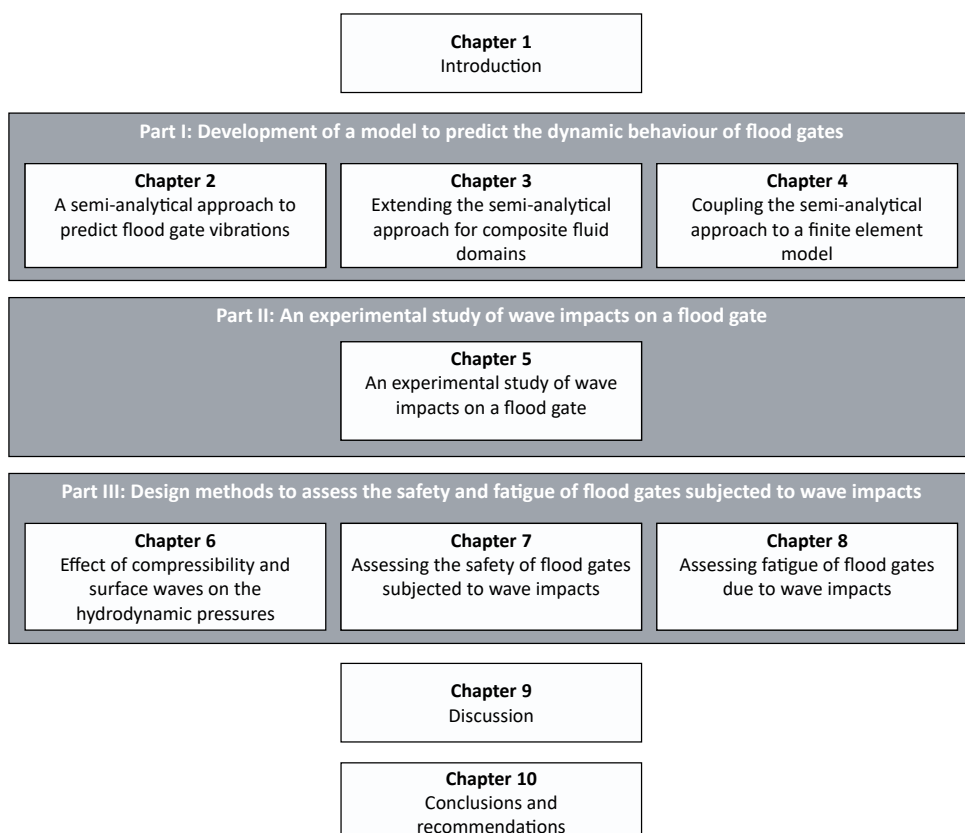 Chapter 1
Introduction
Part I: Development of a model to predict the dynamic behaviour of flood gates
Chapter 2
A semi-analytical approach to
predict flood gate vibrations
Chapter 3
Extending the semi-analytical
approach for composite fluid
domains
Chapter 4
Coupling the semi-analytical
approach to a finite element
model
Part II: An experimental study of wave impacts on a flood gate
Chapter 5
An experimental study of wave
impacts on a flood gate
Part III: Design methods to assess the safety and fatigue of flood gates subjected to wave impacts
Chapter 6
Effect of compressibility and
surface waves on the
hydrodynamic pressures
Chapter 7
Assessing the safety of flood gates
subjected to wave impacts
Chapter 8
Assessing fatigue of flood gates
due to wave impacts
Chapter 9
Discussion
Chapter 10
Conclusions and
recommendations